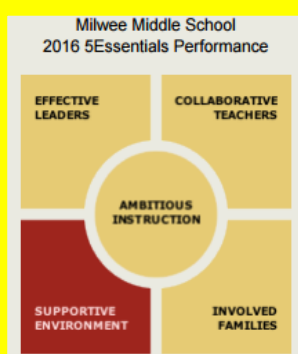 Milwee Middle School
2016 5Essentials Performance
EFFECTIVE
LEADERS
COLLABORATIVE
TEACHERS
AMBITIOUS
INSTRUCTION
SUPPORTIVE
ENVIRONMENT
INVOLVED
FAMILIES